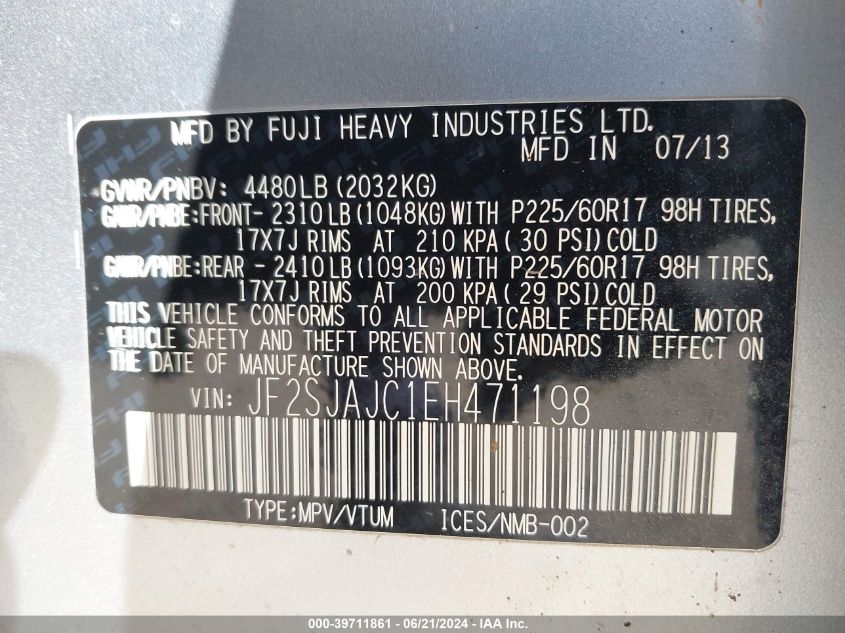 MFD BY FUJI HEAVY INDUSTRIES LTD.
MFD IN 07/13
GVWR/PNBV: 4480LB (2032KG)
GAWR/PNBE:FRONT- 2310LB (1048KG) WITH P225/60R17 98H TIRES,
17X7J RIMS AT 210 KPA ( 30 PSI) COLD
GAWR/PNBE:REAR - 2410LB (1093KG) WITH P225/60R17 98H TIRES,
17X7J RIMS AT 200 KPA ( 29 PSI) COLD
THIS VEHICLE CONFORMS TO ALL APPLICABLE FEDERAL MOTOR
VEHICLE SAFETY AND THEFT PREVENTION STANDARDS IN EFFECT ON
THE DATE OF MANUFACTURE SHOWN ABOVE.
VIN: JF2SJAJC1EH471198
TYPE:MPV/VTUM ICES/NMB-002
000-39711861 - 06/21/2024 - IAA Inc.